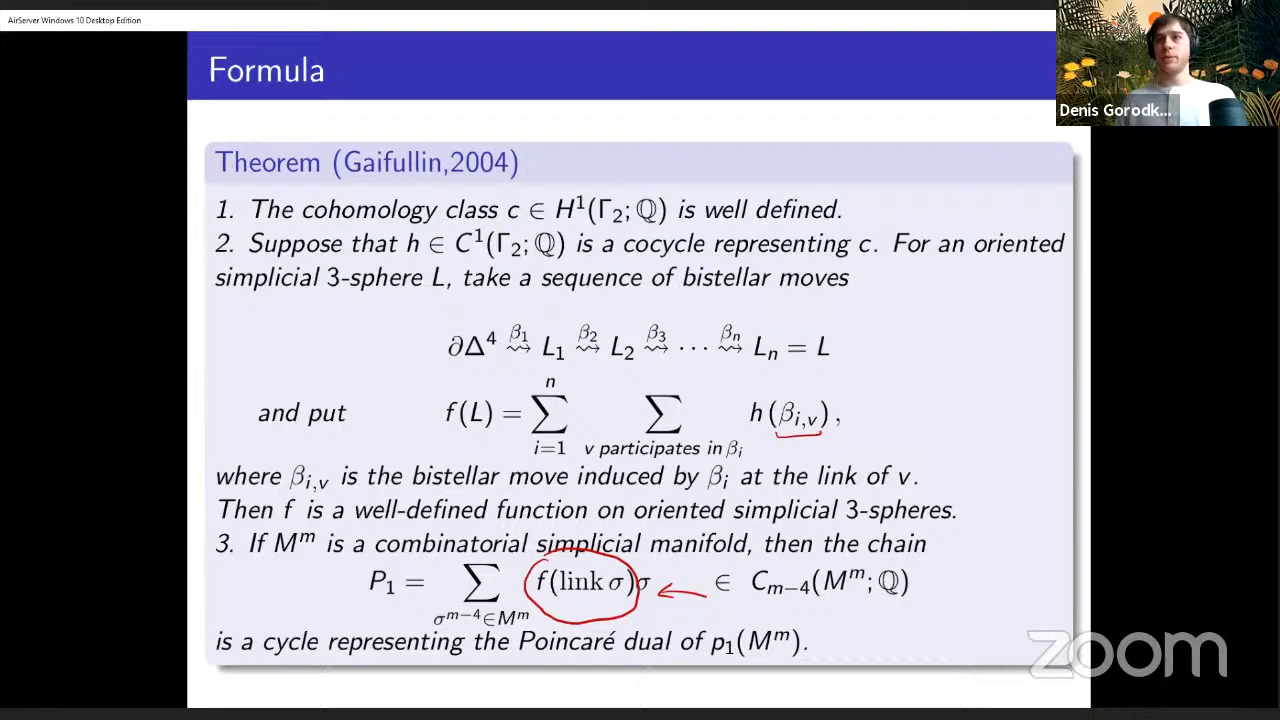 AirServer Windows 10 Desktop Edition
Formula
Denis Gorodk...
Theorem (Gaifullin,2004)
1. The cohomology class c ∈ H¹(Γ₂; ℚ) is well defined.
2. Suppose that h ∈ C¹(Γ₂; ℚ) is a cocycle representing c. For an oriented
simplicial 3-sphere L, take a sequence of bistellar moves
∂Δ⁴ ⇝^{β₁} L₁ ⇝^{β₂} L₂ ⇝^{β₃} ⋯ ⇝^{βₙ} Lₙ = L
and put f(L) = ∑_{i=1}^{n} ∑_{v participates in βᵢ} h(β_{i,v}),
where β_{i,v} is the bistellar move induced by βᵢ at the link of v.
Then f is a well-defined function on oriented simplicial 3-spheres.
3. If Mᵐ is a combinatorial simplicial manifold, then the chain
P₁ = ∑_{σ^{m−4}∈Mᵐ} f(link σ)σ ∈ C_{m−4}(Mᵐ; ℚ)
is a cycle representing the Poincaré dual of p₁(Mᵐ).
zoom